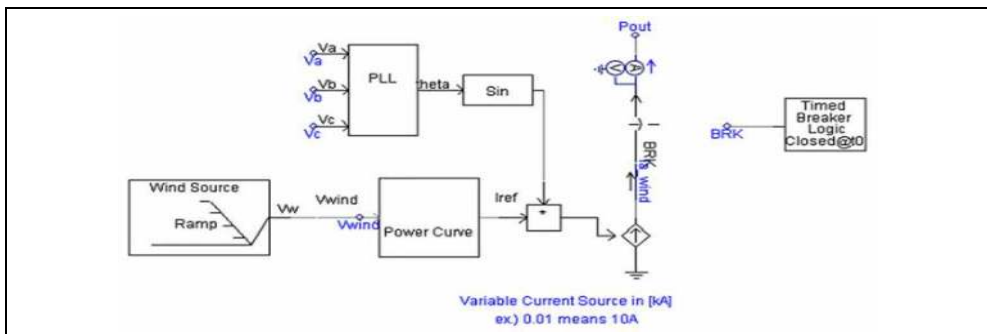 Pout
Va
Va
PLL
Vb
Vb
heta
Sin
Vc
Vc
V
A
Timed
Breaker
Logic
Closed@t0
BRK
BRK
Ia_wind
Wind Source
Ramp
Vw
Vwind
Vwind
Power Curve
Iref
*
Variable Current Source in [kA]
ex.) 0.01 means 10A